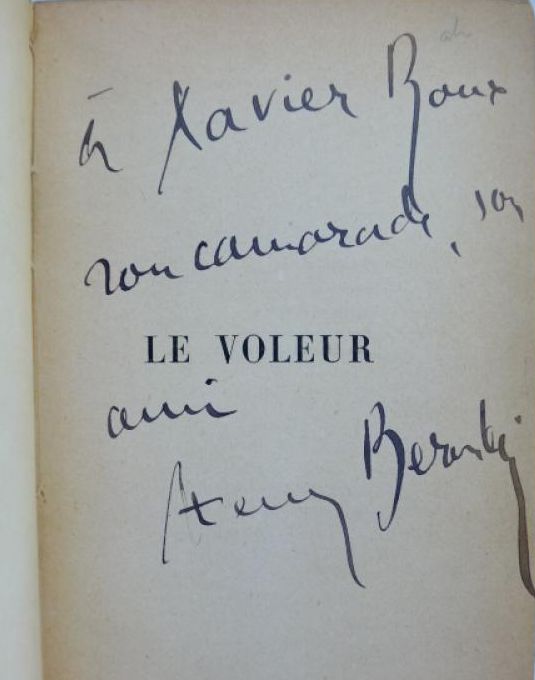 à Xavier Roux
son camarade, son
LE VOLEUR
ami
Henry Bernstein